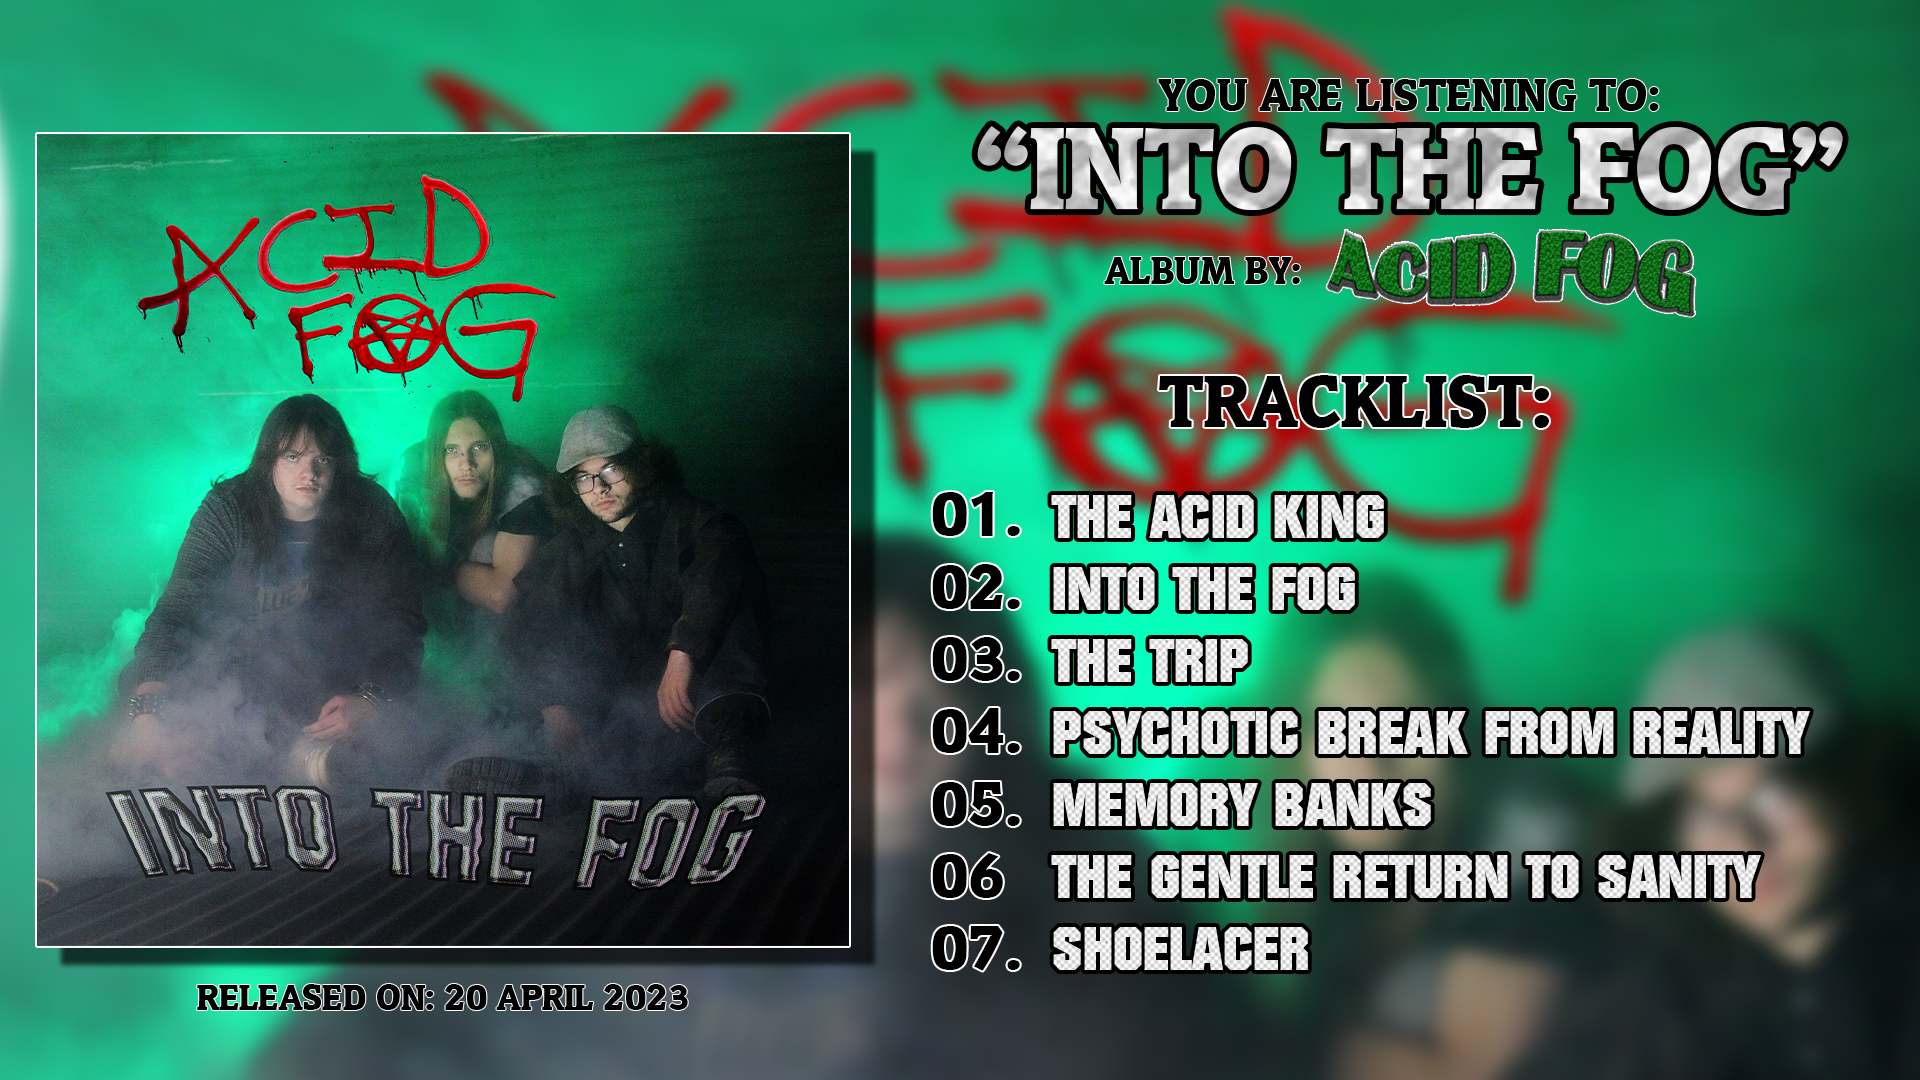 ACID
FOG
INTO THE FOG
RELEASED ON: 20 APRIL 2023
YOU ARE LISTENING TO:
“INTO THE FOG”
ALBUM BY: ACID FOG
TRACKLIST:
01. THE ACID KING
02. INTO THE FOG
03. THE TRIP
04. PSYCHOTIC BREAK FROM REALITY
05. MEMORY BANKS
06 THE GENTLE RETURN TO SANITY
07. SHOELACER